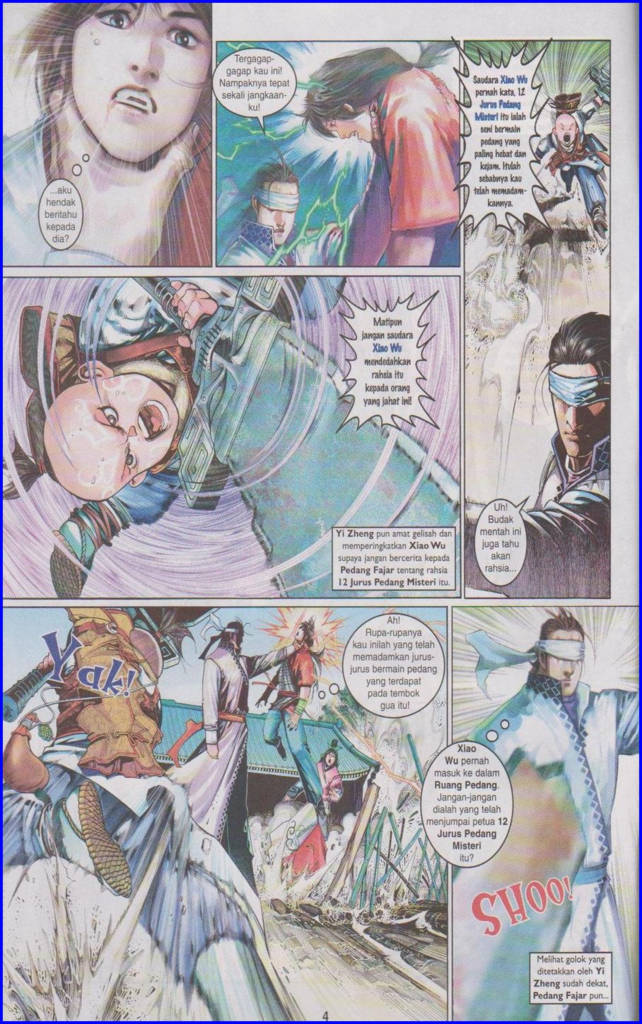 ...aku
hendak
beritahu
kepada
dia?
Tergagap-
gagap kau ini!
Nampaknya tepat
sekali jangkaan-
ku!
Saudara Xiao Wu
pernah kata, 12
Jurus Pedang
Misteri itu ialah
seni bermain
pedang yang
paling hebat dan
kejam. Itulah
sebabnya kau
telah memadam-
kannya.
Matipun
jangan saudara
Xiao Wu
mendedahkan
rahsia itu
kepada orang
yang jahat ini!
Yi Zheng pun amat gelisah dan
memperingatkan Xiao Wu
supaya jangan bercerita kepada
Pedang Fajar tentang rahsia
12 Jurus Pedang Misteri itu.
Uh!
Budak
mentah ini
juga tahu
akan
rahsia...
Yak!
Ah!
Rupa-rupanya
kau inilah yang telah
memadamkan jurus-
jurus bermain pedang
yang terdapat
pada tembok
gua itu!
Xiao
Wu pernah
masuk ke dalam
Ruang Pedang.
Jangan-jangan
dialah yang telah
menjumpai petua 12
Jurus Pedang
Misteri
itu?
SHOO!
Melihat golok yang
ditetakkan oleh Yi
Zheng sudah dekat,
Pedang Fajar pun...
4